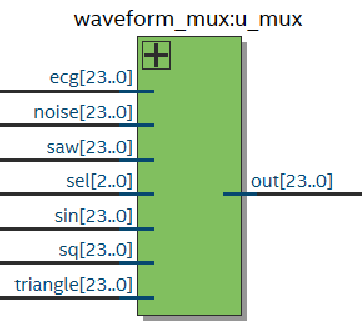 waveform_mux:u_mux
ecg[23..0]
noise[23..0]
saw[23..0]
sel[2..0]
out[23..0]
sin[23..0]
sq[23..0]
triangle[23..0]